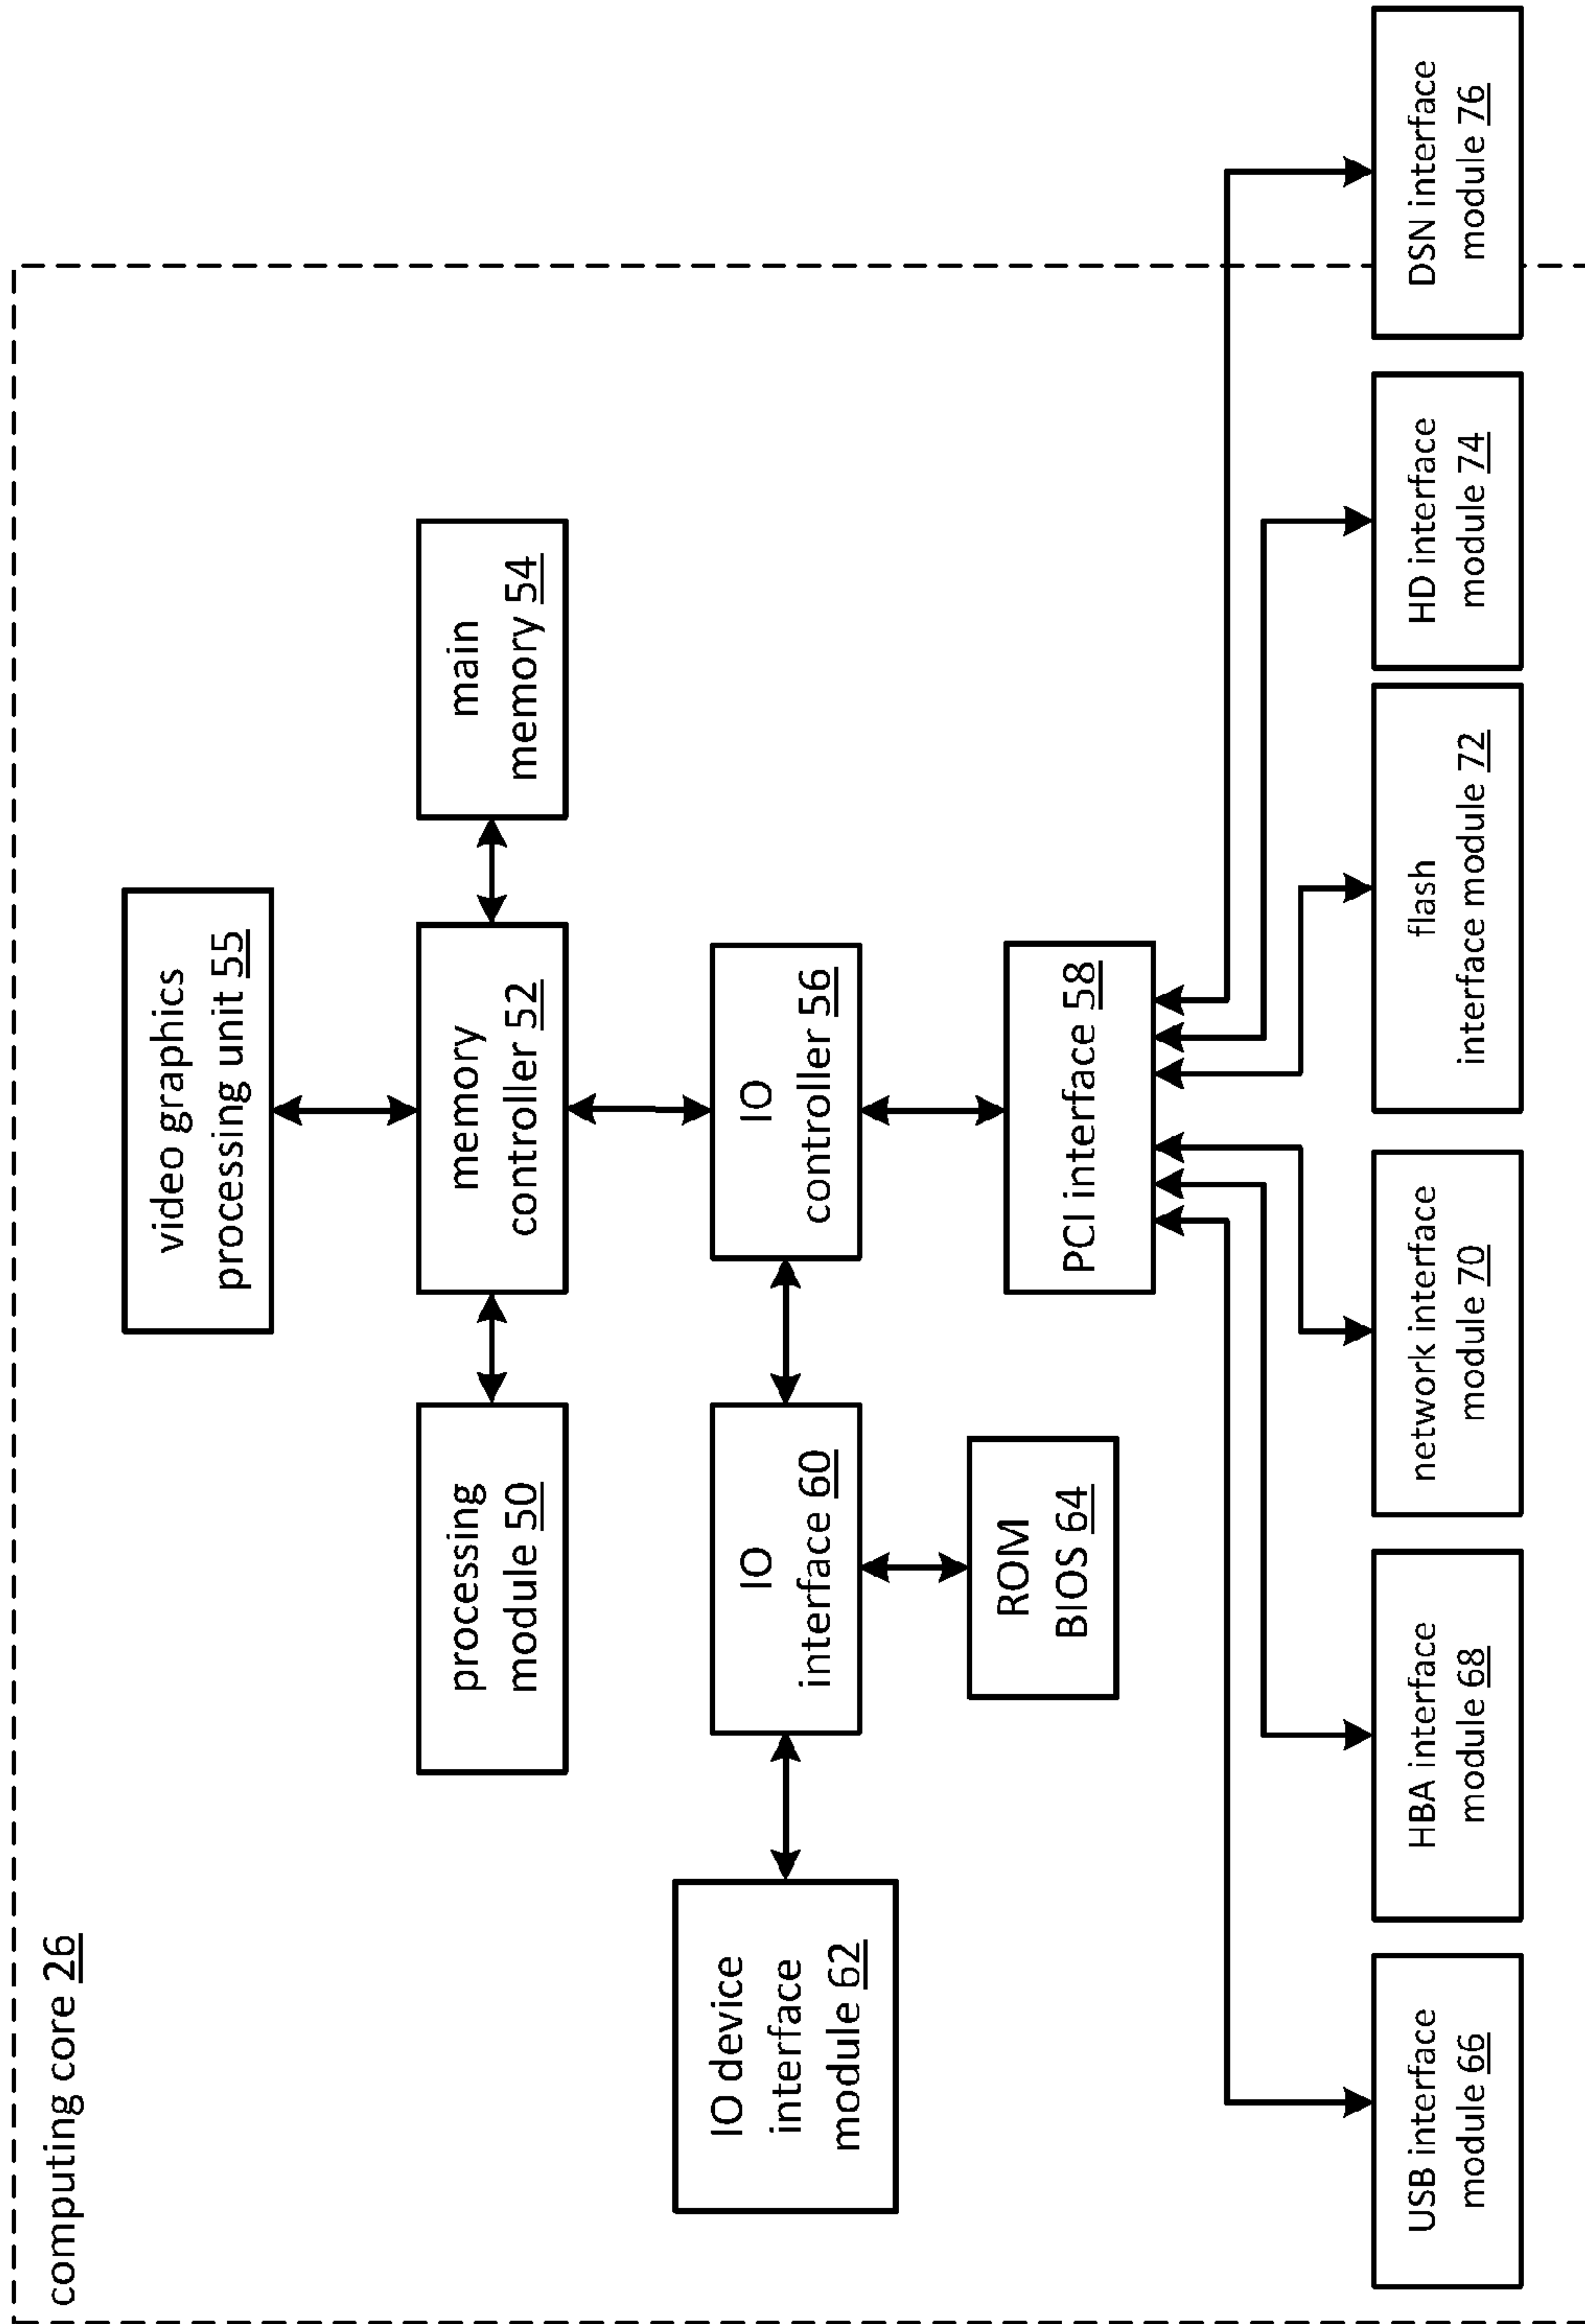 computing core 26
video graphics
processing unit 55
processing
module 50
memory
controller 52
main
memory 54
IO device
interface
module 62
IO
interface 60
IO
controller 56
ROM
BIOS 64
PCI interface 58
USB interface
module 66
HBA interface
module 68
network interface
module 70
flash
interface module 72
HD interface
module 74
DSN interface
module 76